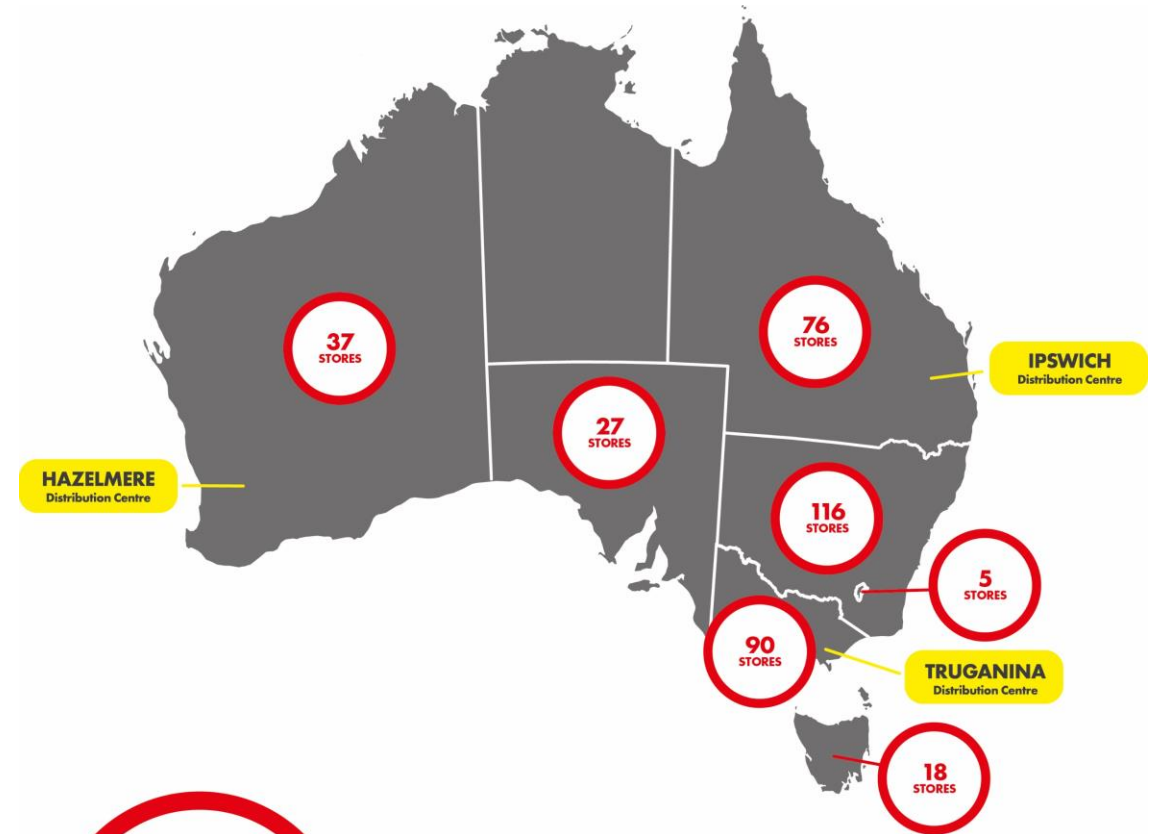 37
STORES
76
STORES
IPSWICH
Distribution Centre
27
STORES
HAZELMERE
Distribution Centre
116
STORES
5
STORES
90
STORES
TRUGANINA
Distribution Centre
18
STORES